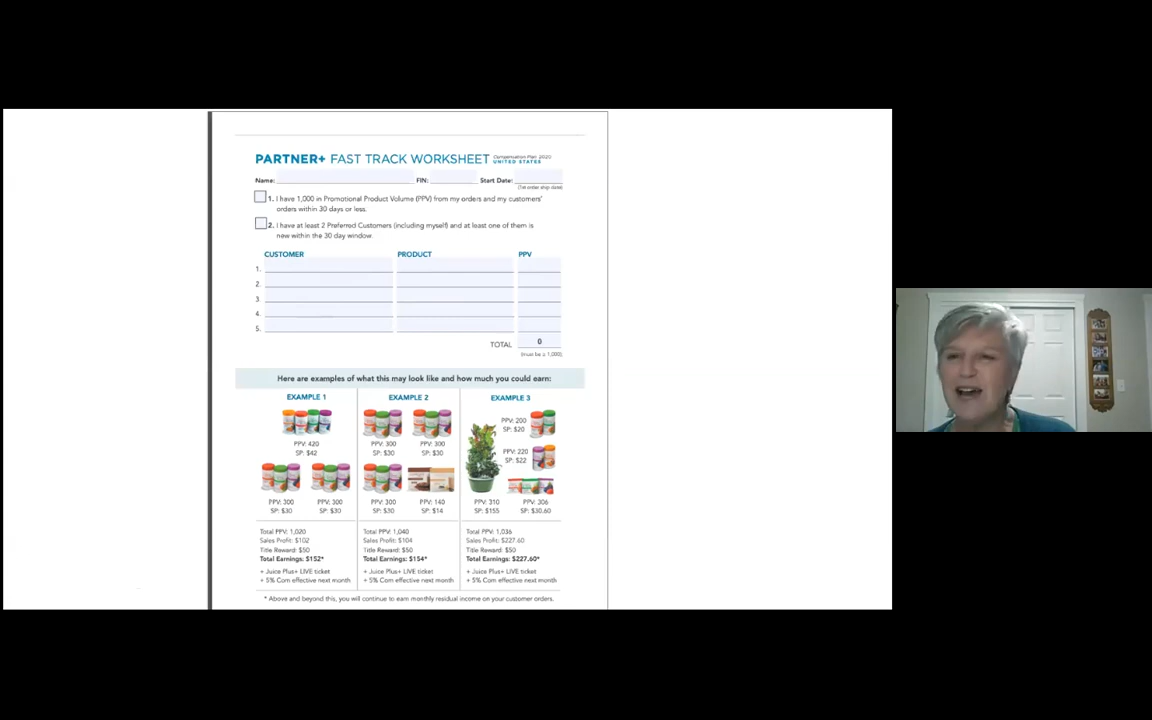 PARTNER+ FAST TRACK WORKSHEET Compensation Plan 2020
UNITED STATES
Name: FIN: Start Date:
(1st order ship date)
1. I have 1,000 in Promotional Product Volume (PPV) from my orders and my customers'
orders within 30 days or less.
2. I have at least 2 Preferred Customers (including myself) and at least one of them is
new within the 30 day window.
CUSTOMER PRODUCT PPV
1.
2.
3.
4.
5.
TOTAL 0
(must be ≥ 1,000)
Here are examples of what this may look like and how much you could earn:
EXAMPLE 1
PPV: 420
SP: $42
PPV: 300 PPV: 300
SP: $30 SP: $30
Total PPV: 1,020
Sales Profit: $102
Title Reward: $50
Total Earnings: $152*
+ Juice Plus+ LIVE ticket
+ 5% Com effective next month
EXAMPLE 2
PPV: 300 PPV: 300
SP: $30 SP: $30
PPV: 300 PPV: 140
SP: $30 SP: $14
Total PPV: 1,040
Sales Profit: $104
Title Reward: $50
Total Earnings: $154*
+ Juice Plus+ LIVE ticket
+ 5% Com effective next month
EXAMPLE 3
PPV: 200
SP: $20
PPV: 220
SP: $22
PPV: 310 PPV: 306
SP: $155 SP: $30.60
Total PPV: 1,036
Sales Profit: $227.60
Title Reward: $50
Total Earnings: $227.60*
+ Juice Plus+ LIVE ticket
+ 5% Com effective next month
* Above and beyond this, you will continue to earn monthly residual income on your customer orders.